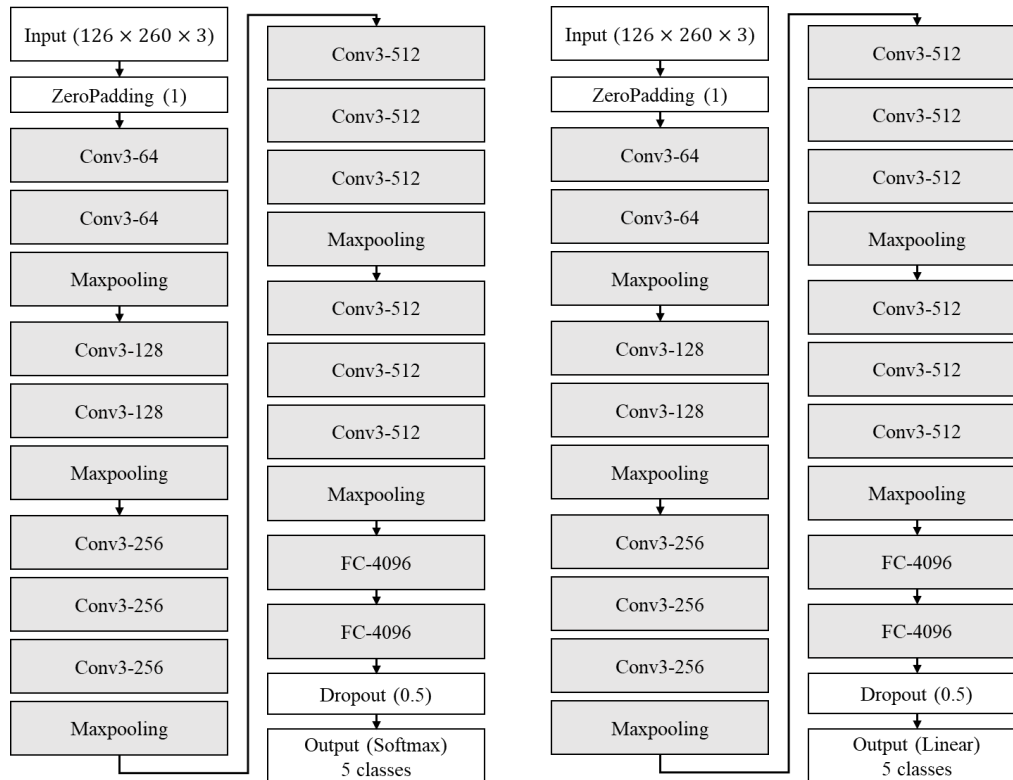 Input (126 × 260 × 3)
ZeroPadding (1)
Conv3-64
Conv3-64
Maxpooling
Conv3-128
Conv3-128
Maxpooling
Conv3-256
Conv3-256
Conv3-256
Maxpooling
Conv3-512
Conv3-512
Conv3-512
Maxpooling
Conv3-512
Conv3-512
Conv3-512
Maxpooling
FC-4096
FC-4096
Dropout (0.5)
Output (Softmax)
5 classes
Input (126 × 260 × 3)
ZeroPadding (1)
Conv3-64
Conv3-64
Maxpooling
Conv3-128
Conv3-128
Maxpooling
Conv3-256
Conv3-256
Conv3-256
Maxpooling
Conv3-512
Conv3-512
Conv3-512
Maxpooling
Conv3-512
Conv3-512
Conv3-512
Maxpooling
FC-4096
FC-4096
Dropout (0.5)
Output (Linear)
5 classes